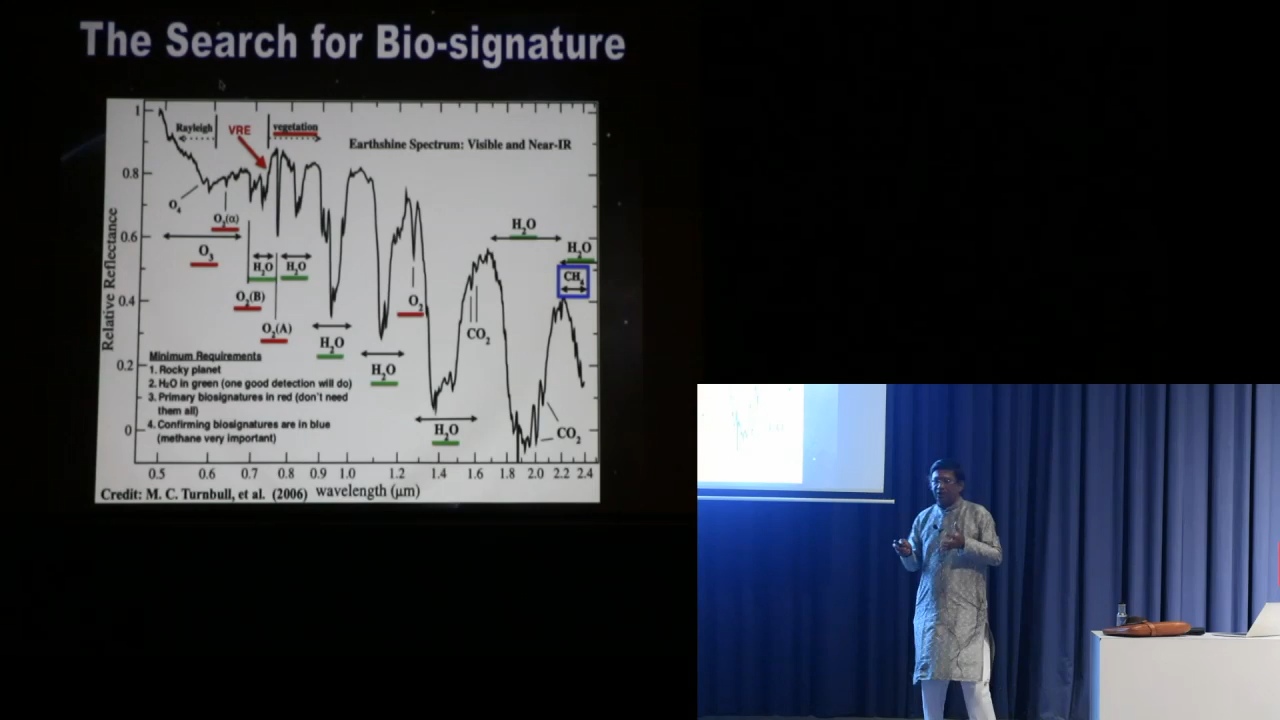 The Search for Bio-signature
Rayleigh
VRE
vegetation
Earthshine Spectrum: Visible and Near-IR
Relative Reflectance
1
0.8
0.6
0.4
0.2
0
O4
O2(α)
O3
H2O
H2O
O2(B)
O2(A)
H2O
H2O
O2
H2O
CO2
H2O
H2O
CH4
CO2
Minimum Requirements
1. Rocky planet
2. H2O in green (one good detection will do)
3. Primary biosignatures in red (don't need
them all)
4. Confirming biosignatures are in blue
(methane very important)
0.5 0.6 0.7 0.8 0.9 1.0 1.2 1.4 1.6 1.8 2.0 2.2 2.4
Credit: M. C. Turnbull, et al. (2006) wavelength (μm)